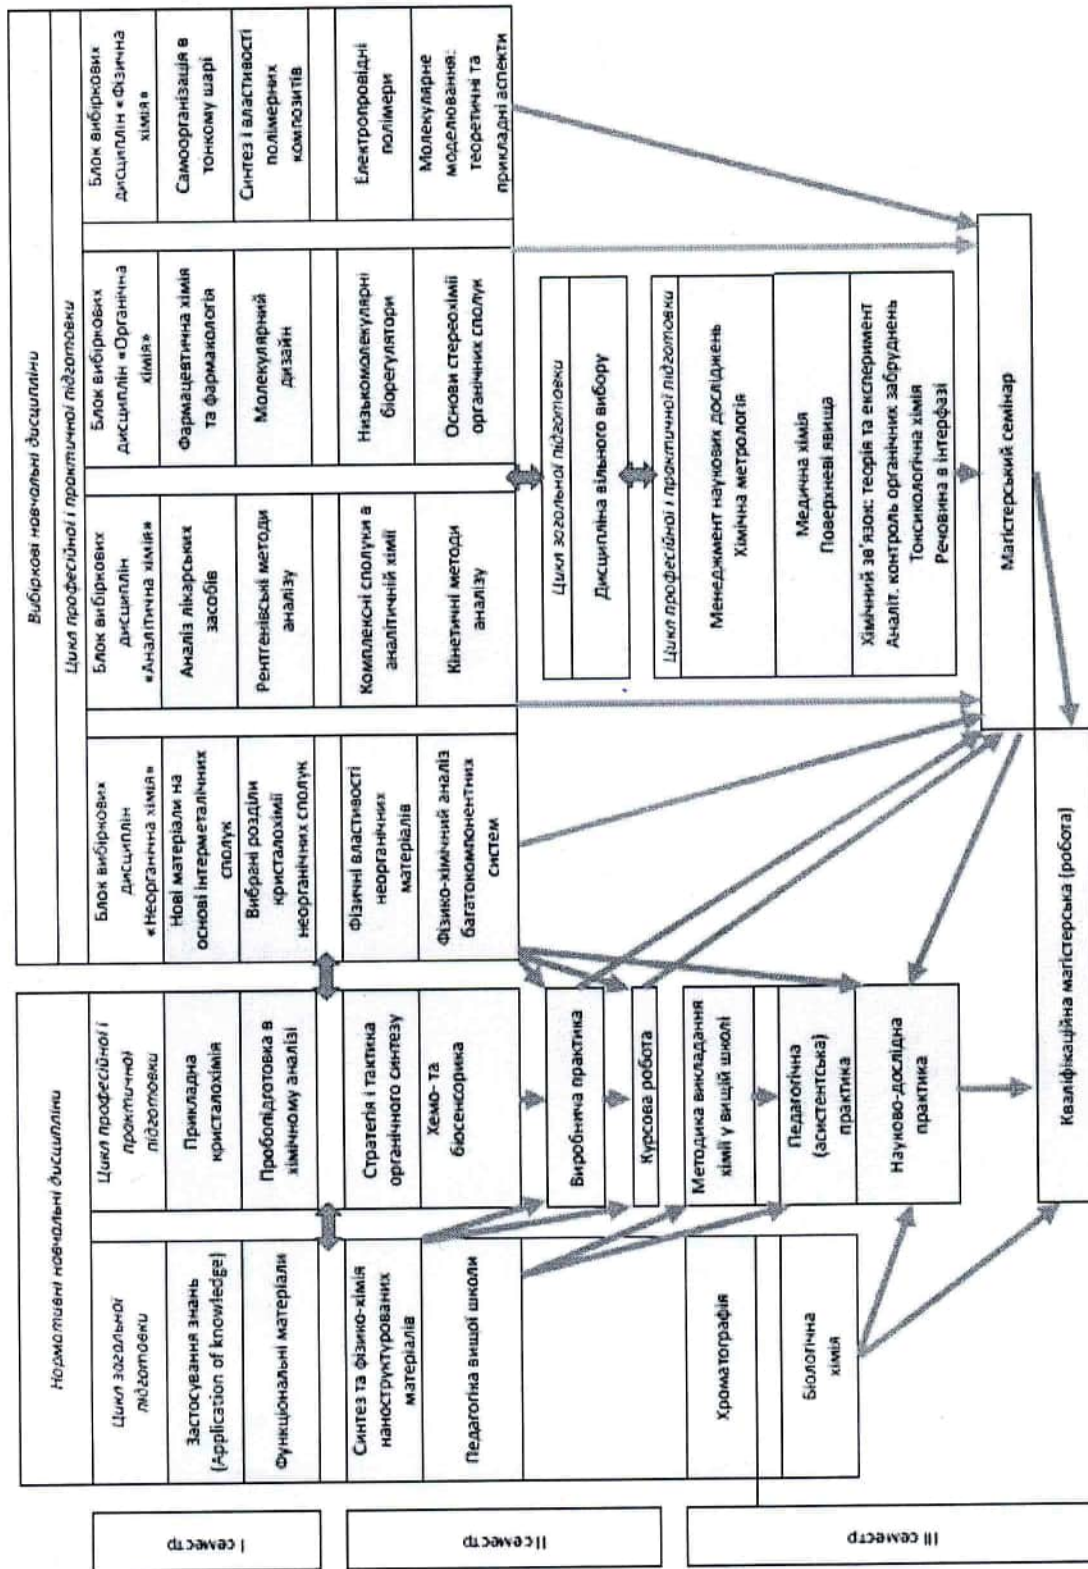 Нормативні навчальні дисципліни
Вибіркові навчальні дисципліни
Цикл загальної
підготовки
Цикл професійної і
практичної
підготовки
Цикл професійної і практичної підготовки
Блок вибіркових
дисциплін
«Неорганічна хімія»
Блок вибіркових
дисциплін
«Аналітична хімія»
Блок вибіркових
дисциплін «Органічна
хімія»
Блок вибіркових
дисциплін «Фізична
хімія»
І семестр
Застосування знань
(Application of knowledge)
Прикладна
кристалохімія
Нові матеріали на
основі інтерметалічних
сполук
Аналіз лікарських
засобів
Фармацевтична хімія
та фармакологія
Самоорганізація в
тонкому шарі
Функціональні матеріали
Пробопідготовка в
хімічному аналізі
Вибрані розділи
кристалохімії
неорганічних сполук
Рентгенівські методи
аналізу
Молекулярний
дизайн
Синтез і властивості
полімерних
композитів
ІІ семестр
Синтез та фізико-хімія
наноструктурованих
матеріалів
Стратегія і тактика
органічного синтезу
Фізичні властивості
неорганічних
матеріалів
Комплексні сполуки в
аналітичній хімії
Низькомолекулярні
біорегулятори
Електропровідні
полімери
Педагогіка вищої школи
Хемо- та
біосенсорика
Фізико-хімічний аналіз
багатокомпонентних
систем
Кінетичні методи
аналізу
Основи стереохімії
органічних сполук
Молекулярне
моделювання:
теоретичні та
прикладні аспекти
Виробнича практика
Цикл загальної підготовки
Дисципліна вільного вибору
Курсова робота
Цикл професійної і практичної підготовки
ІІІ семестр
Хроматографія
Методика викладання
хімії у вищій школі
Менеджмент наукових досліджень
Хімічна метрологія
Біологічна
хімія
Педагогічна
(асистентська)
практика
Медична хімія
Поверхневі явища
Науково-дослідна
практика
Хімічний зв'язок: теорія та експеримент
Аналіт. контроль органічних забруднень
Токсикологічна хімія
Речовина в інтерфазі
Магістерський семінар
Кваліфікаційна магістерська (робота)